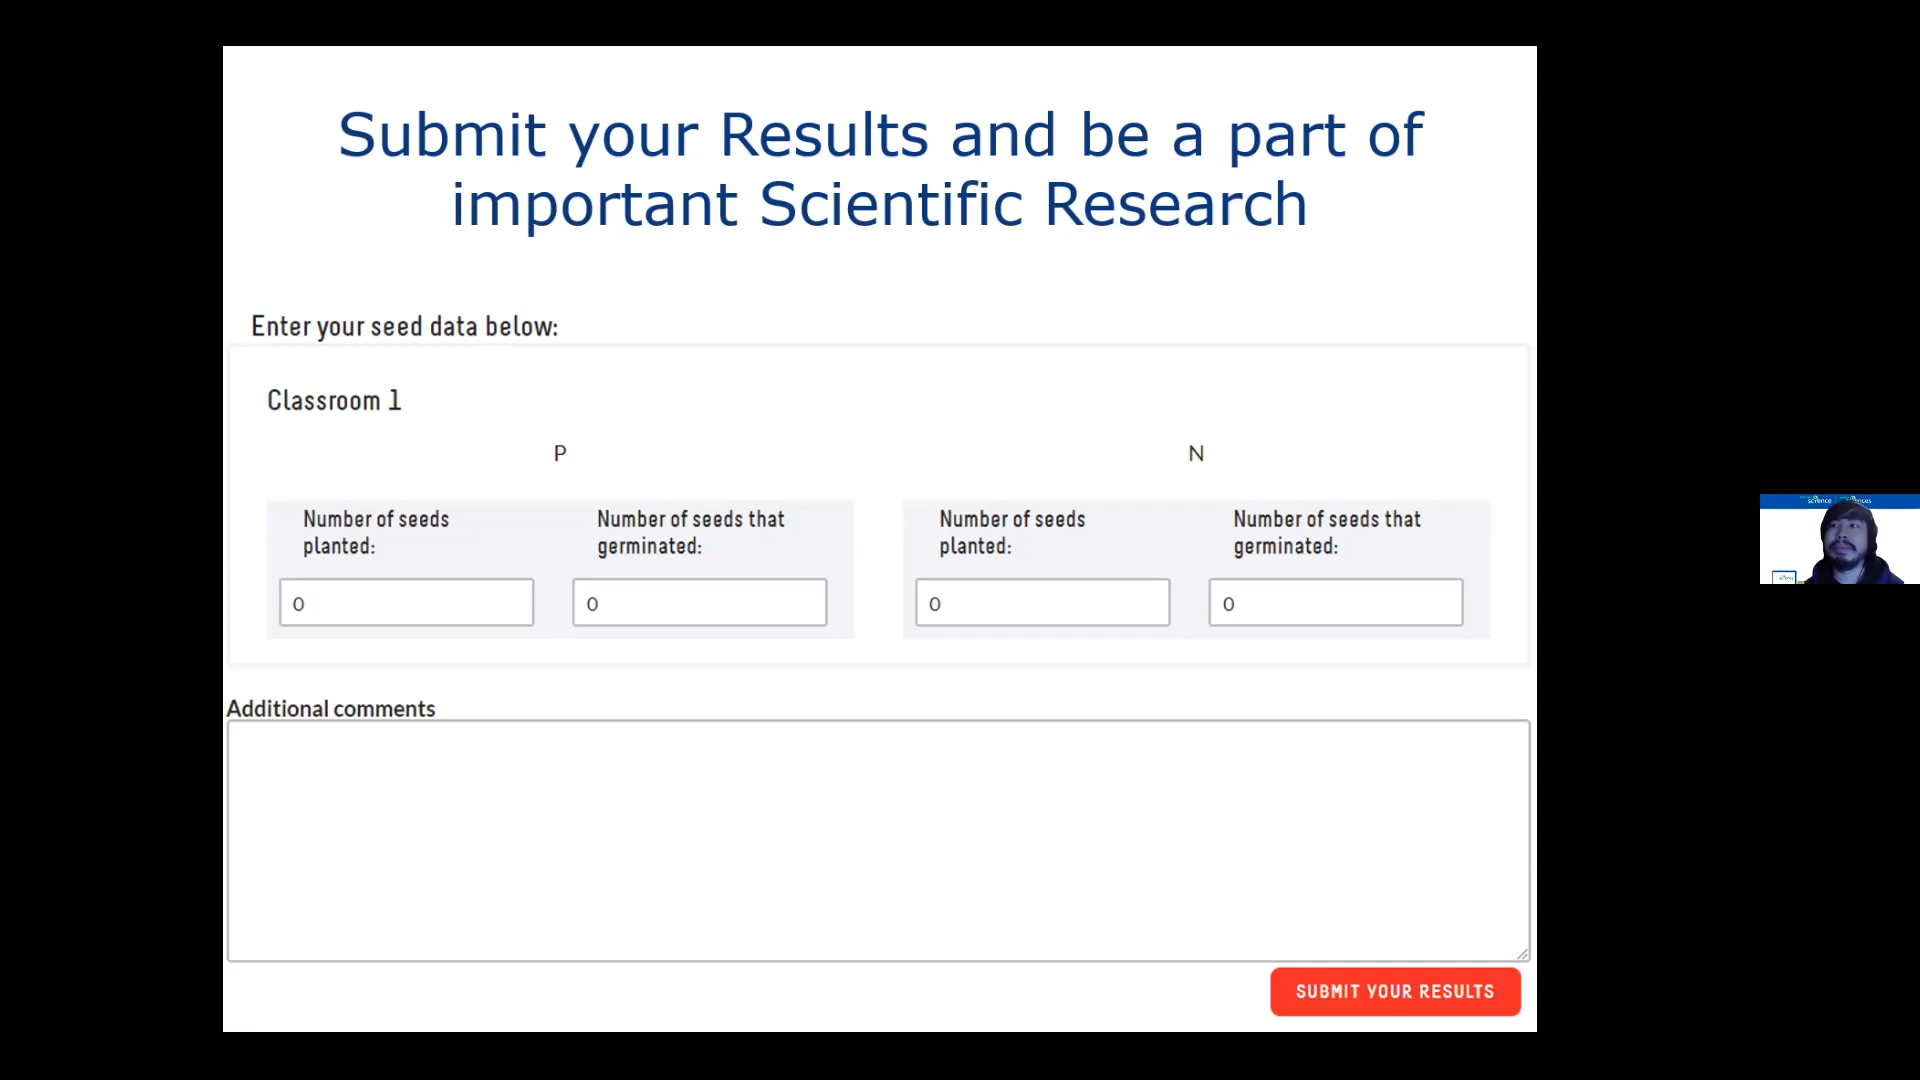 Submit your Results and be a part of
important Scientific Research
Enter your seed data below:
Classroom 1
P
N
Number of seeds
planted:
Number of seeds that
germinated:
Number of seeds
planted:
Number of seeds that
germinated:
0
0
0
0
Additional comments
SUBMIT YOUR RESULTS
science